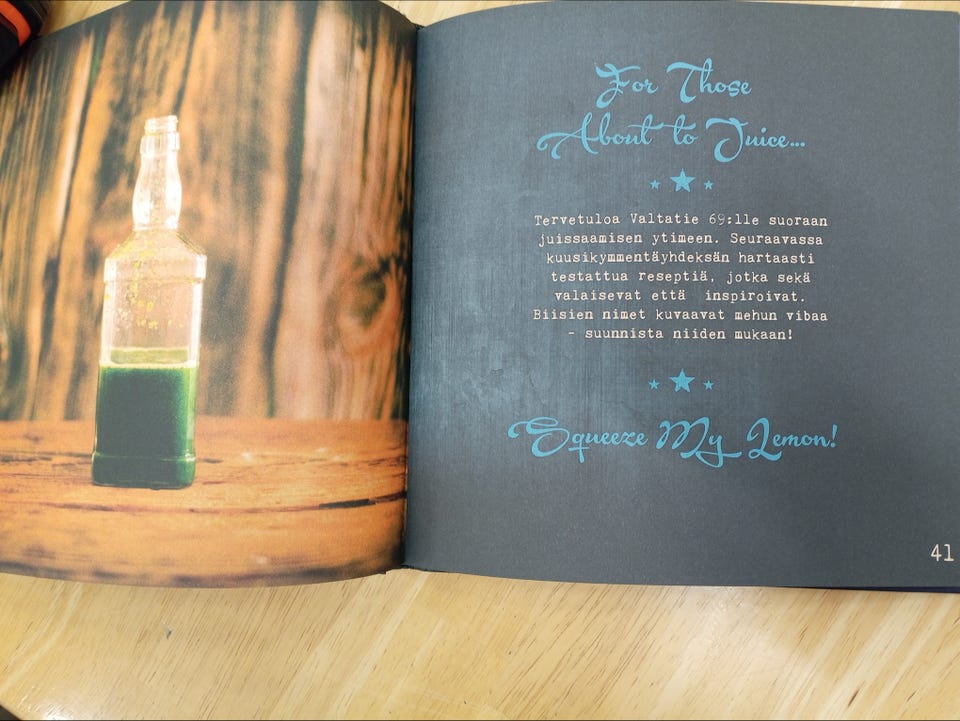 For Those
About to Juice...
Tervetuloa Valtatie 69:lle suoraan
juissaamisen ytimeen. Seuraavassa
kuusikymmentäyhdeksän hartaasti
testattua reseptiä, jotka sekä
valaisevat että inspiroivat.
Biisien nimet kuvaavat mehun vibaa
- suunnista niiden mukaan!
Squeeze My Lemon!
41